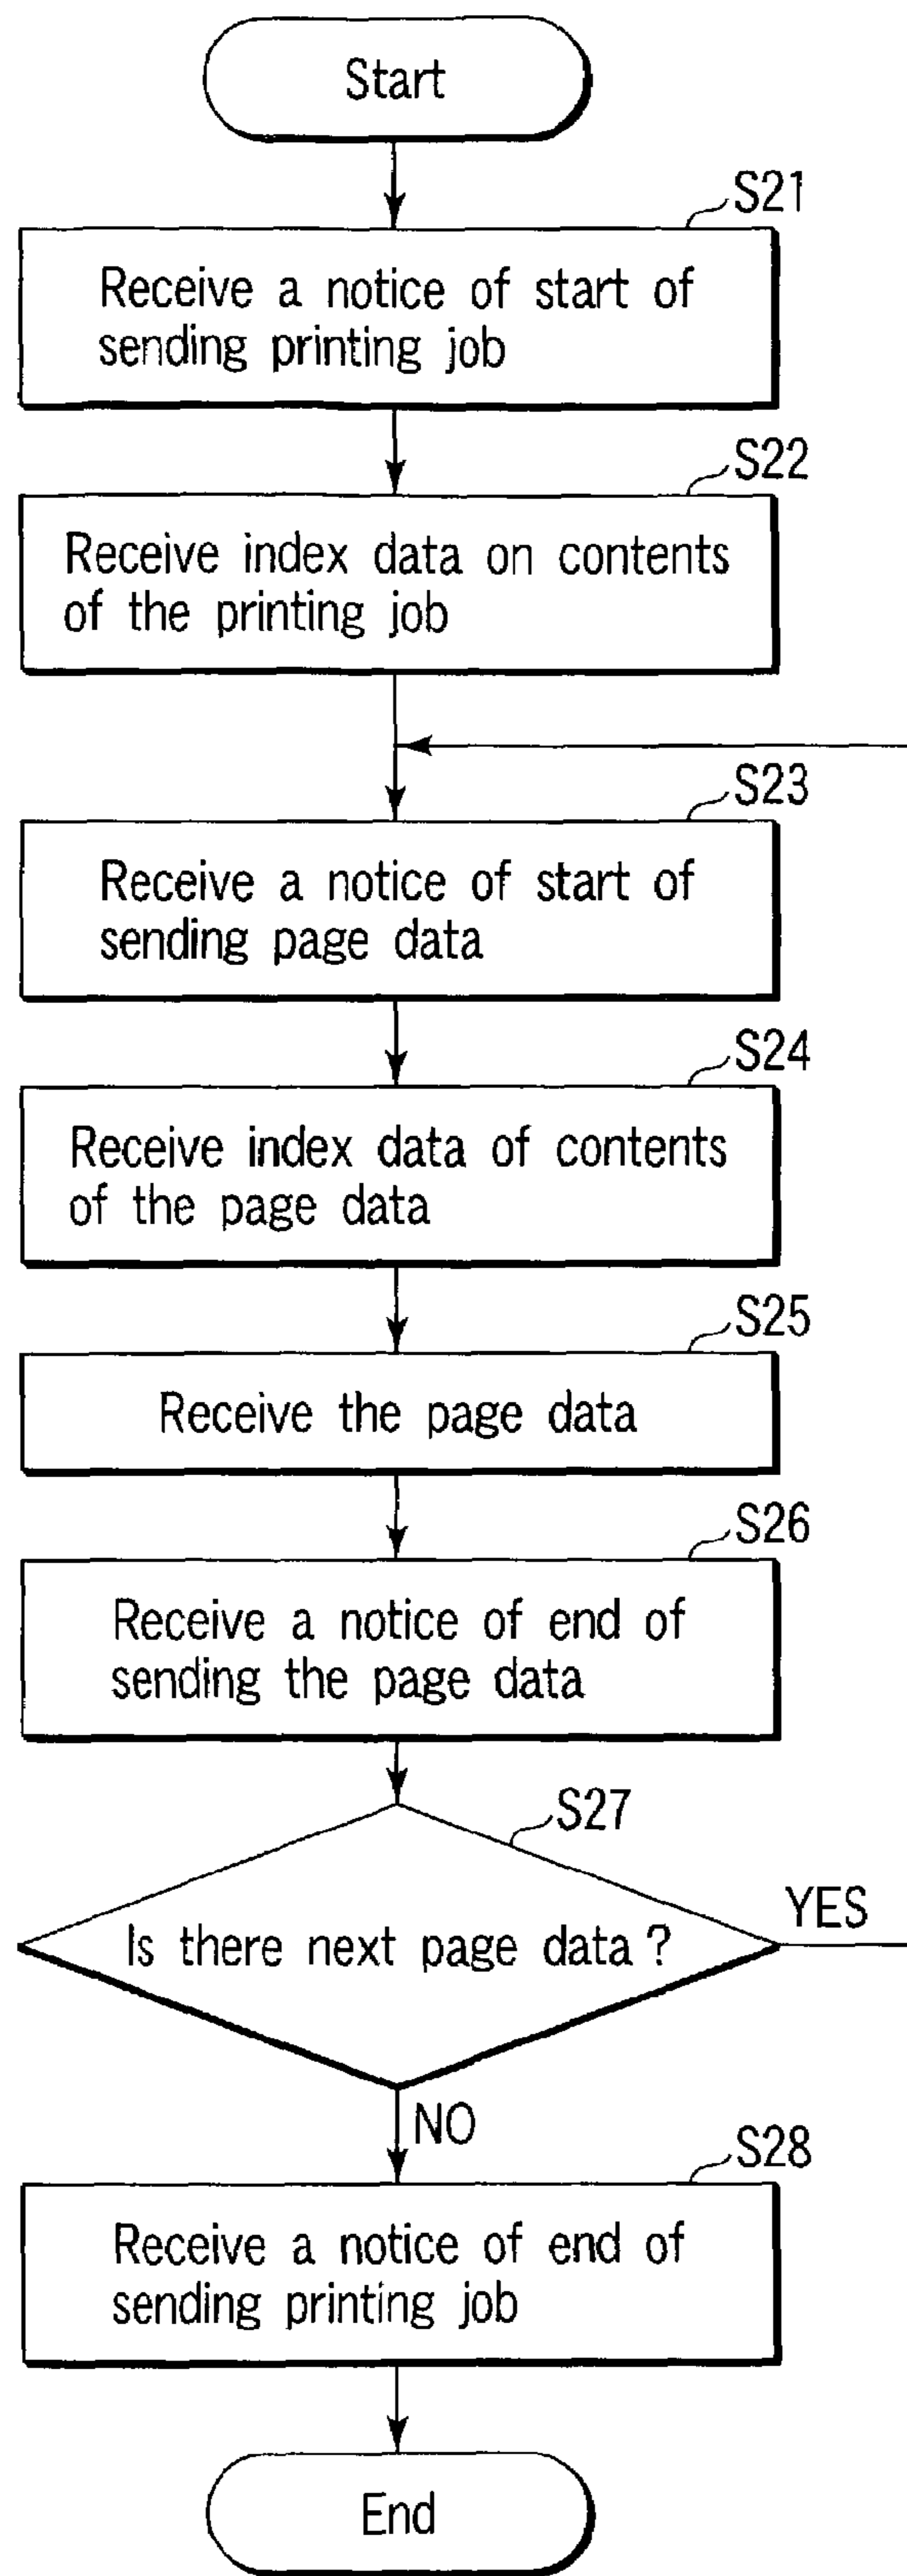 Start
S21
Receive a notice of start of
sending printing job
S22
Receive index data on contents
of the printing job
S23
Receive a notice of start of
sending page data
S24
Receive index data of contents
of the page data
S25
Receive the page data
S26
Receive a notice of end of
sending the page data
S27
Is there next page data?
YES
NO
S28
Receive a notice of end of
sending printing job
End